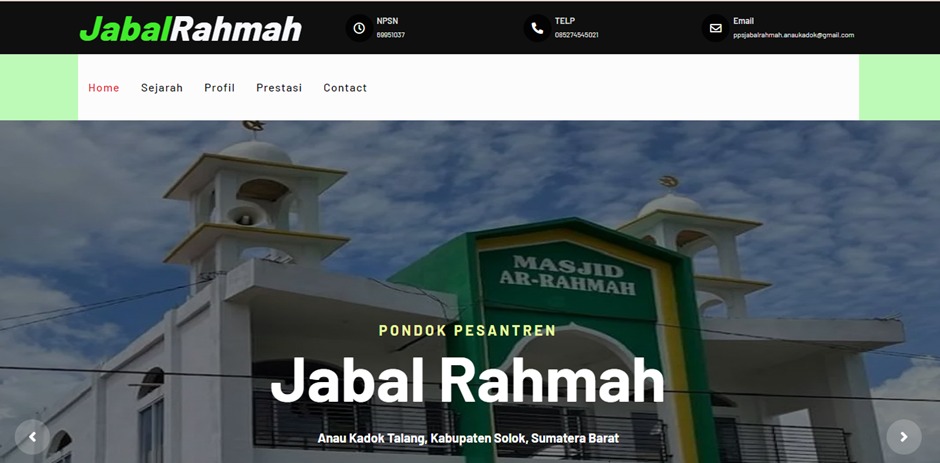 JabalRahmah
NPSN
69951037
TELP
085274545021
Email
ppsjabalrahmah.anaukadok@gmail.com
Home Sejarah Profil Prestasi Contact
MASJID
AR-RAHMAH
PONDOK PESANTREN
Jabal Rahmah
Anau Kadok Talang, Kabupaten Solok, Sumatera Barat